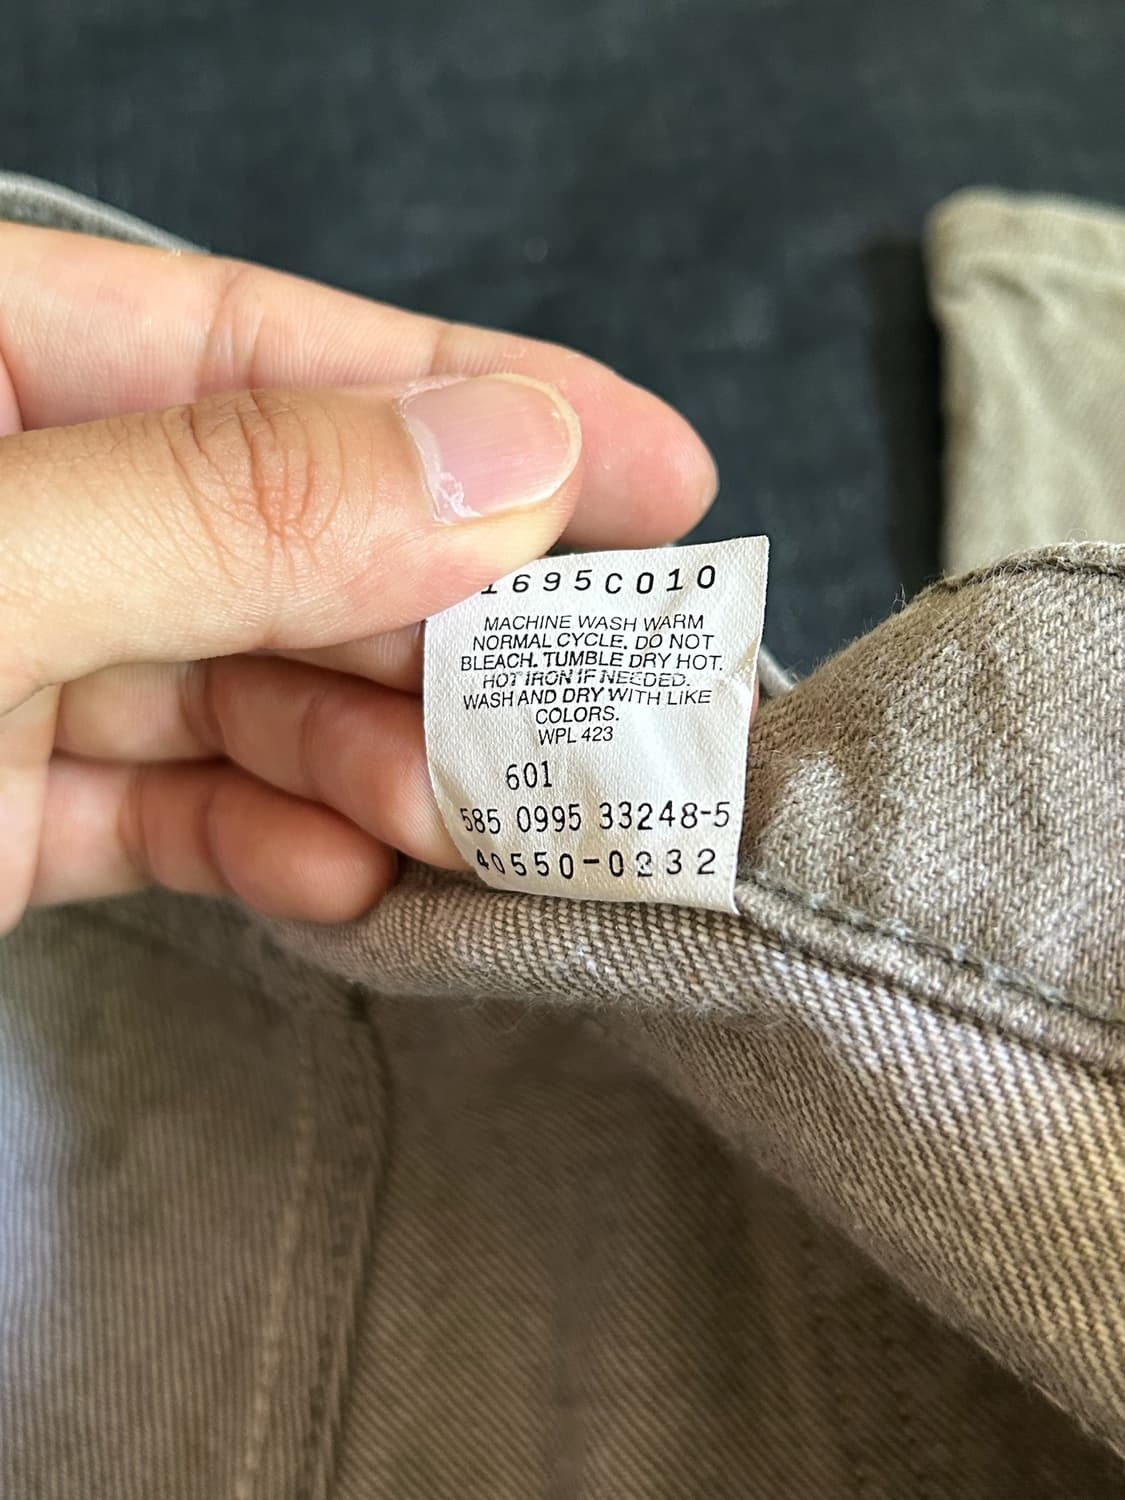 1695C010
MACHINE WASH WARM
NORMAL CYCLE. DO NOT
BLEACH. TUMBLE DRY HOT.
HOT IRON IF NEEDED.
WASH AND DRY WITH LIKE
COLORS.
WPL 423
601
585 0995 33248-5
40550-0232